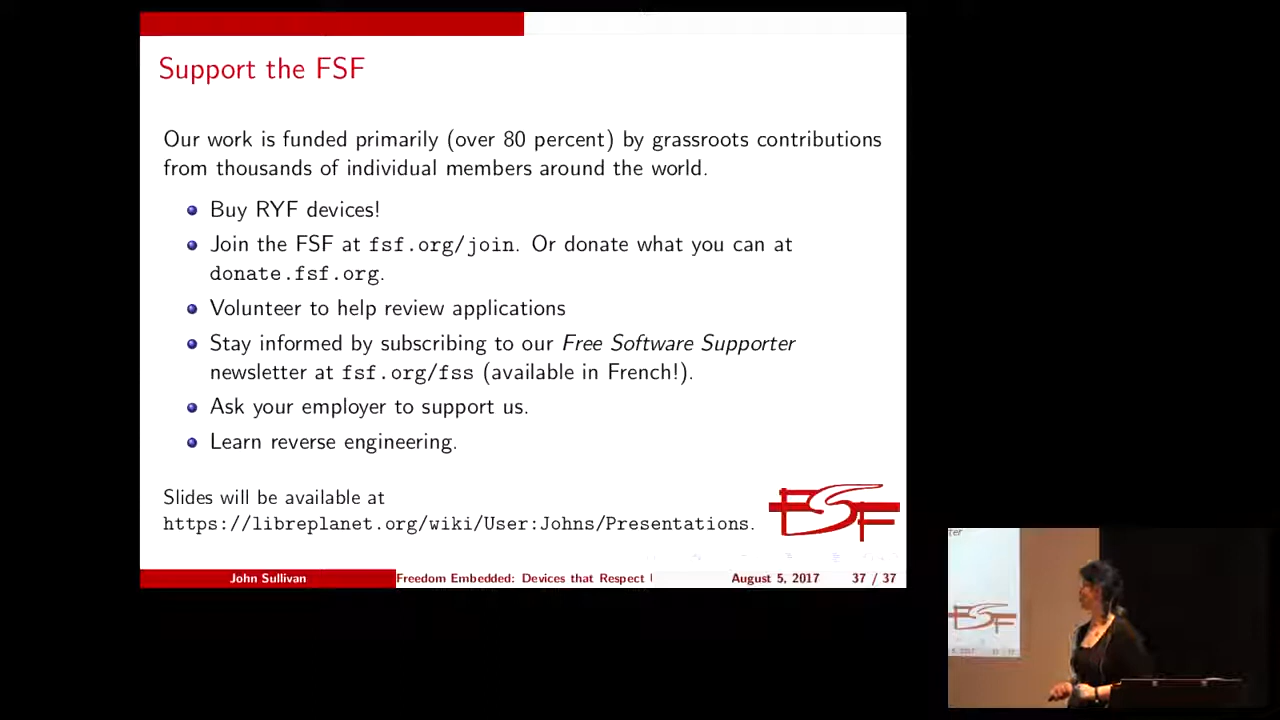 Support the FSF
Our work is funded primarily (over 80 percent) by grassroots contributions
from thousands of individual members around the world.
Buy RYF devices!
Join the FSF at fsf.org/join. Or donate what you can at
donate.fsf.org.
Volunteer to help review applications
Stay informed by subscribing to our Free Software Supporter
newsletter at fsf.org/fss (available in French!).
Ask your employer to support us.
Learn reverse engineering.
Slides will be available at
https://libreplanet.org/wiki/User:Johns/Presentations.
FSF
John Sullivan
Freedom Embedded: Devices that Respect
August 5, 2017
37 / 37
FSF